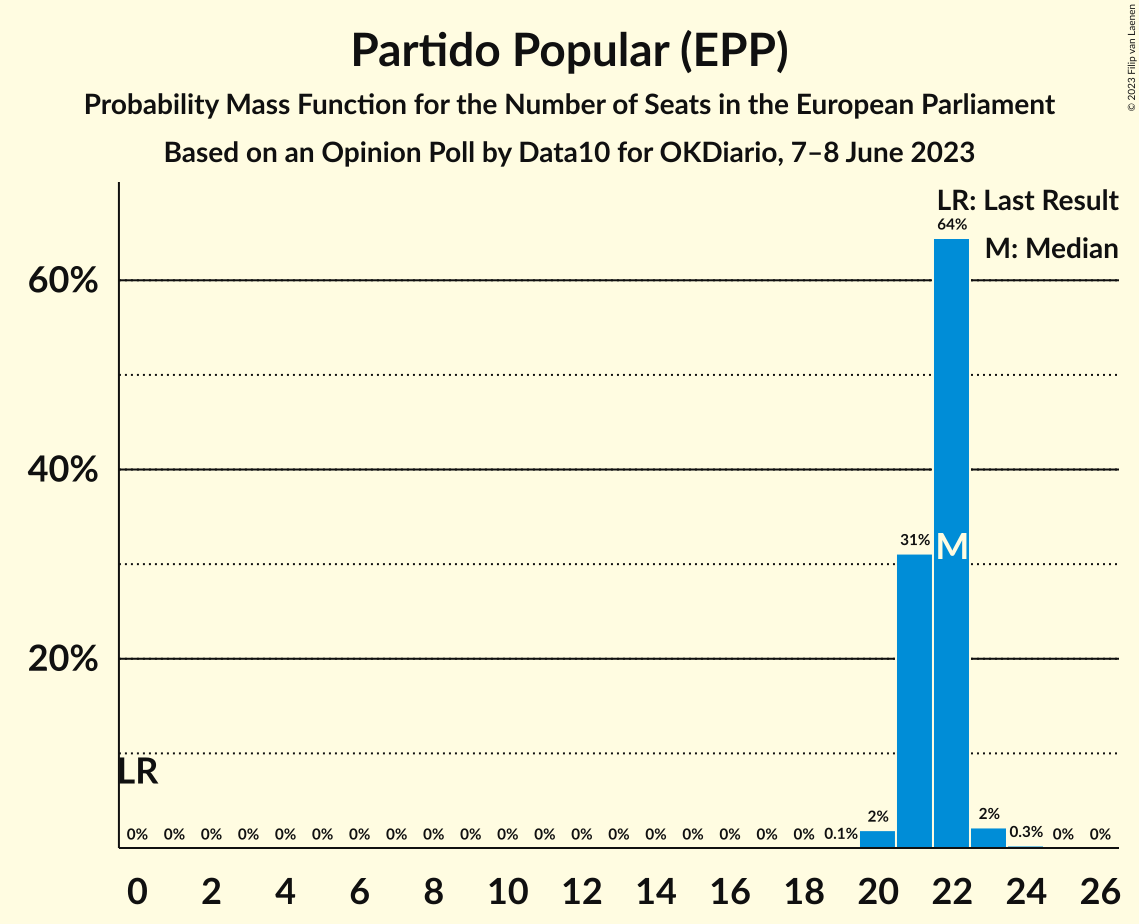 Partido Popular (EPP)
Probability Mass Function for the Number of Seats in the European Parliament
Based on an Opinion Poll by Data10 for OKDiario, 7–8 June 2023
© 2023 Filip van Laenen
LR: Last Result
64%
M: Median
60%
31%
40%
M
20%
LR
0% 0% 0% 0% 0% 0% 0% 0% 0% 0% 0% 0% 0% 0% 0% 0% 0% 0% 0% 0.1% 2% 2% 0.3% 0% 0%
0 2 4 6 8 10 12 14 16 18 20 22 24 26